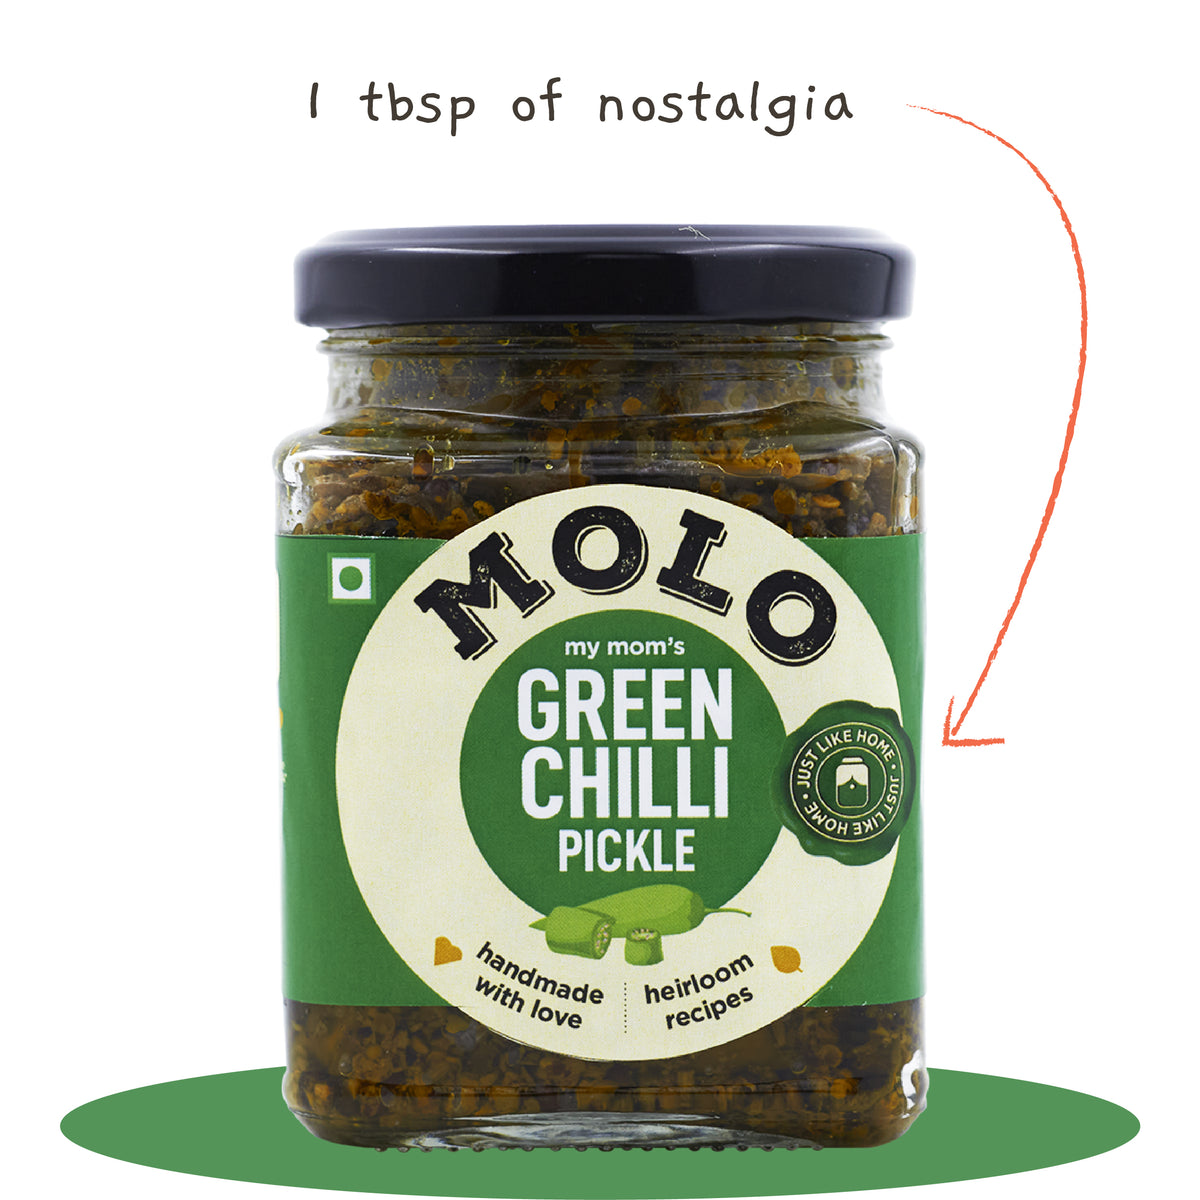 1 tbsp of nostalgia
MOLO
my mom's
GREEN
CHILLI
PICKLE
JUST LIKE HOME • JUST LIKE HOME •
handmade
with love
heirloom
recipes